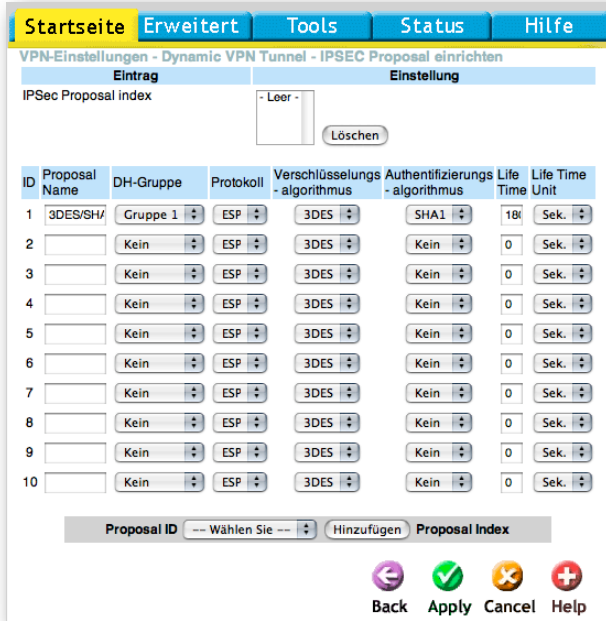 Startseite Erweitert Tools Status Hilfe
VPN-Einstellungen - Dynamic VPN Tunnel - IPSEC Proposal einrichten
Eintrag Einstellung
IPSec Proposal index - Leer -
Löschen
ID Proposal Name DH-Gruppe Protokoll Verschlüsselungs - algorithmus Authentifizierungs - algorithmus Life Time Life Time Unit
1 3DES/SHA Gruppe 1 ESP 3DES SHA1 180 Sek.
2 Kein ESP 3DES Kein 0 Sek.
3 Kein ESP 3DES Kein 0 Sek.
4 Kein ESP 3DES Kein 0 Sek.
5 Kein ESP 3DES Kein 0 Sek.
6 Kein ESP 3DES Kein 0 Sek.
7 Kein ESP 3DES Kein 0 Sek.
8 Kein ESP 3DES Kein 0 Sek.
9 Kein ESP 3DES Kein 0 Sek.
10 Kein ESP 3DES Kein 0 Sek.
Proposal ID -- Wählen Sie -- Hinzufügen Proposal Index
Back Apply Cancel Help